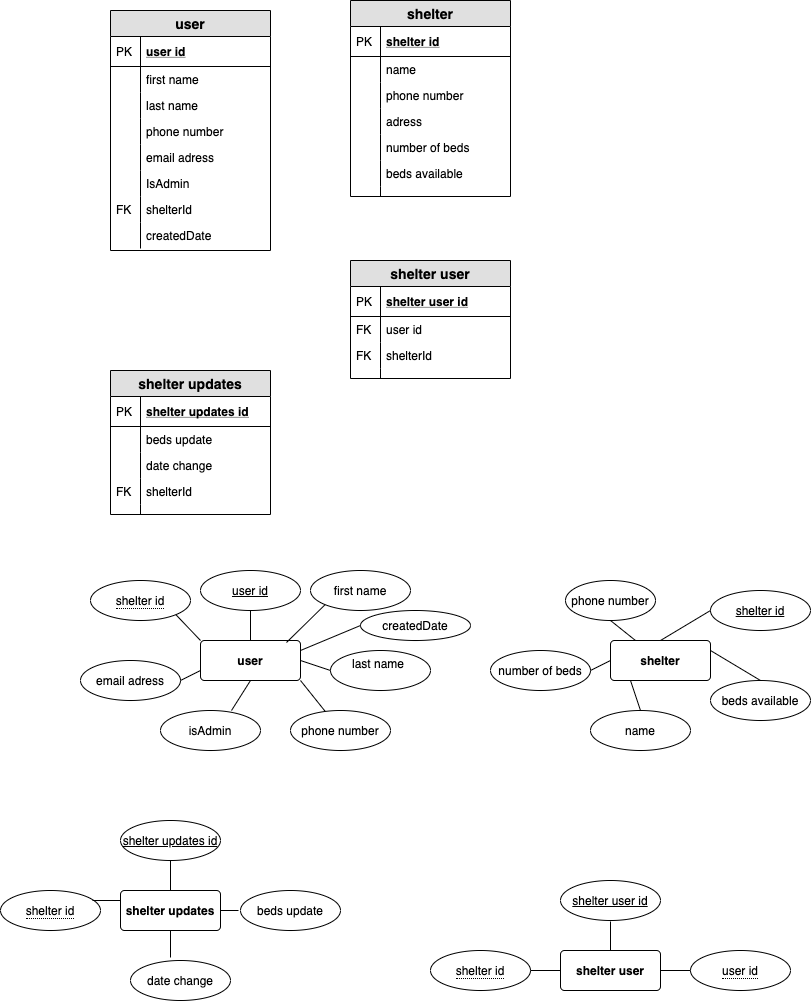 user
PK user id
first name
last name
phone number
email adress
IsAdmin
FK shelterId
createdDate
shelter
PK shelter id
name
phone number
adress
number of beds
beds available
shelter user
PK shelter user id
FK user id
FK shelterId
shelter updates
PK shelter updates id
beds update
date change
FK shelterId
shelter id
user id
first name
createdDate
user
last name
email adress
isAdmin
phone number
phone number
shelter id
shelter
number of beds
beds available
name
shelter updates id
shelter id
shelter updates
beds update
date change
shelter user id
shelter id
shelter user
user id